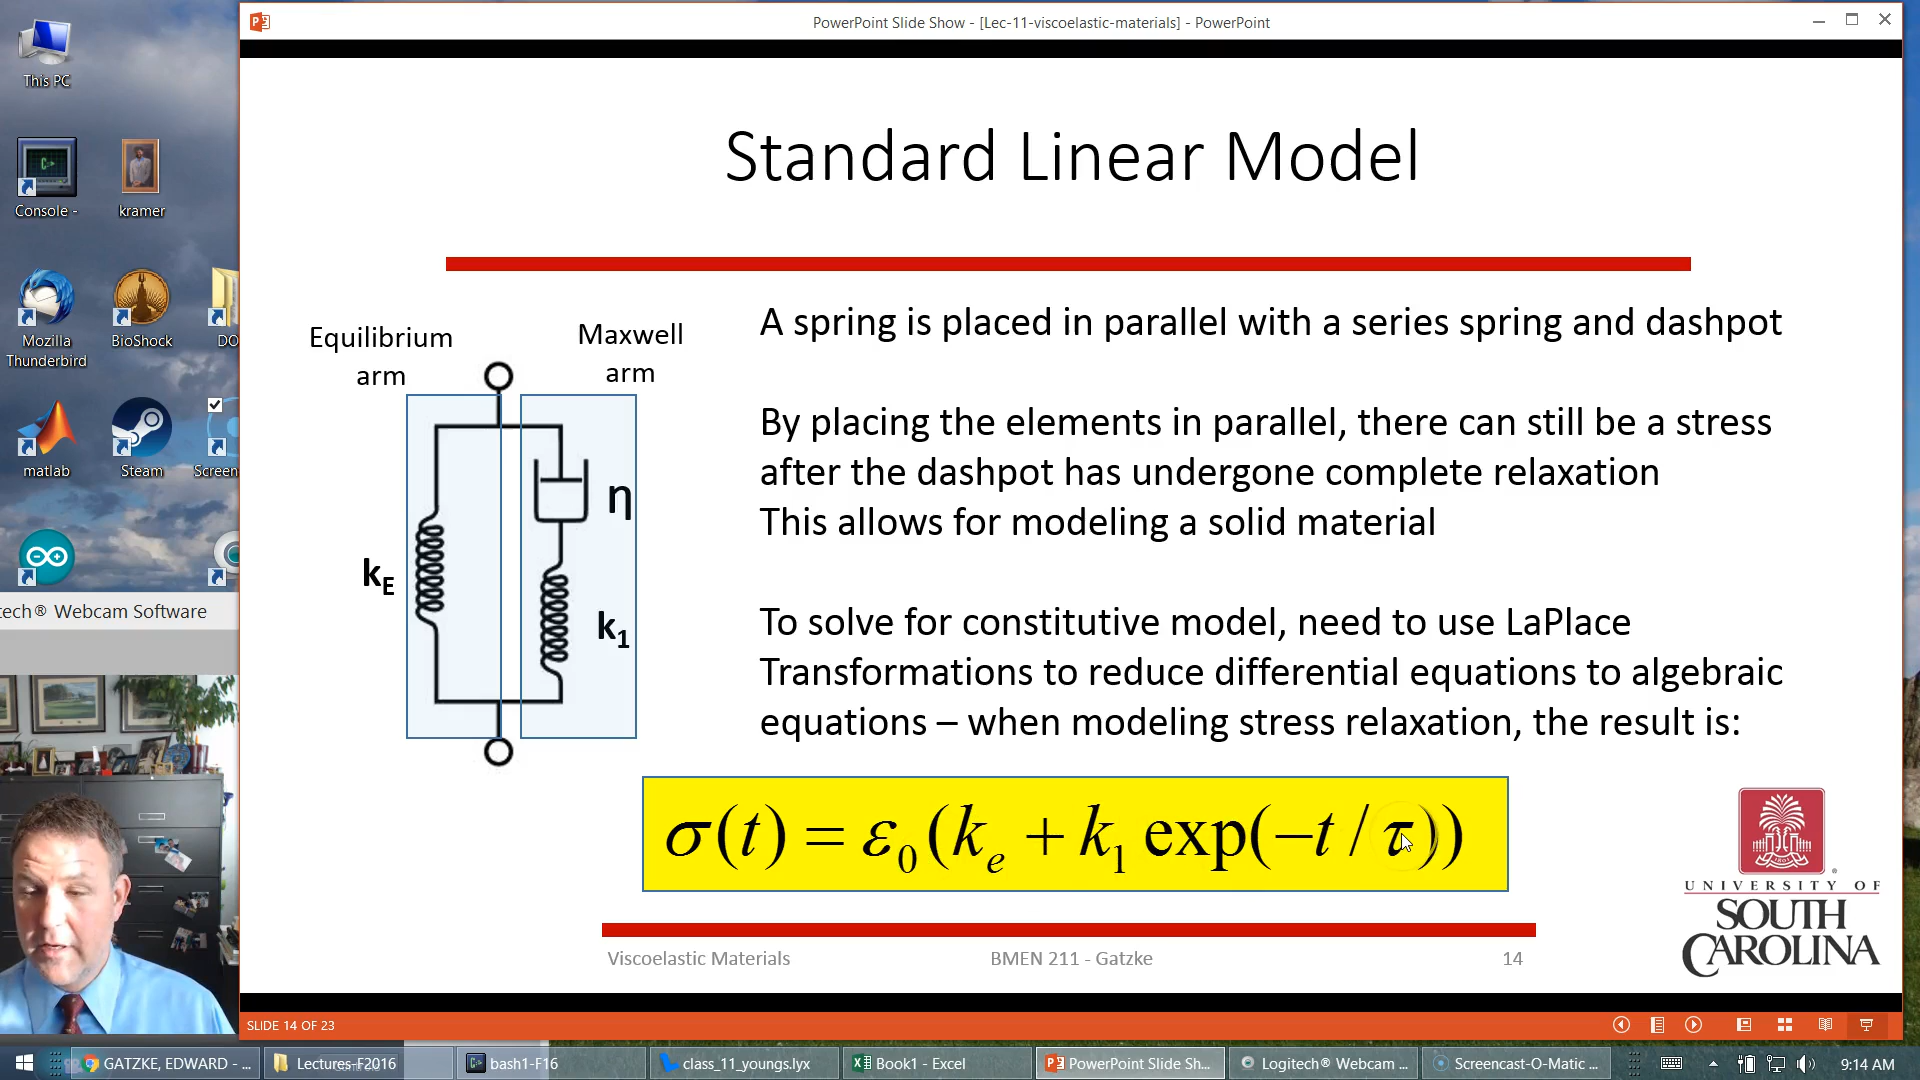 PowerPoint Slide Show - [Lec-11-viscoelastic-materials] - PowerPoint
This PC
Console -
kramer
Mozilla
Thunderbird
BioShock
DO
matlab
Steam
Screen
tech® Webcam Software
Standard Linear Model
Equilibrium
arm
Maxwell
arm
η
kE
k1
A spring is placed in parallel with a series spring and dashpot
By placing the elements in parallel, there can still be a stress
after the dashpot has undergone complete relaxation
This allows for modeling a solid material
To solve for constitutive model, need to use LaPlace
Transformations to reduce differential equations to algebraic
equations – when modeling stress relaxation, the result is:
σ(t) = ε0(ke + k1 exp(−t / τ))
UNIVERSITY OF
SOUTH
CAROLINA
Viscoelastic Materials
BMEN 211 - Gatzke
14
SLIDE 14 OF 23
GATZKE, EDWARD - ...
Lectures-F2016
bash1-F16
class_11_youngs.lyx
Book1 - Excel
PowerPoint Slide Sh...
Logitech® Webcam ...
Screencast-O-Matic ...
9:14 AM